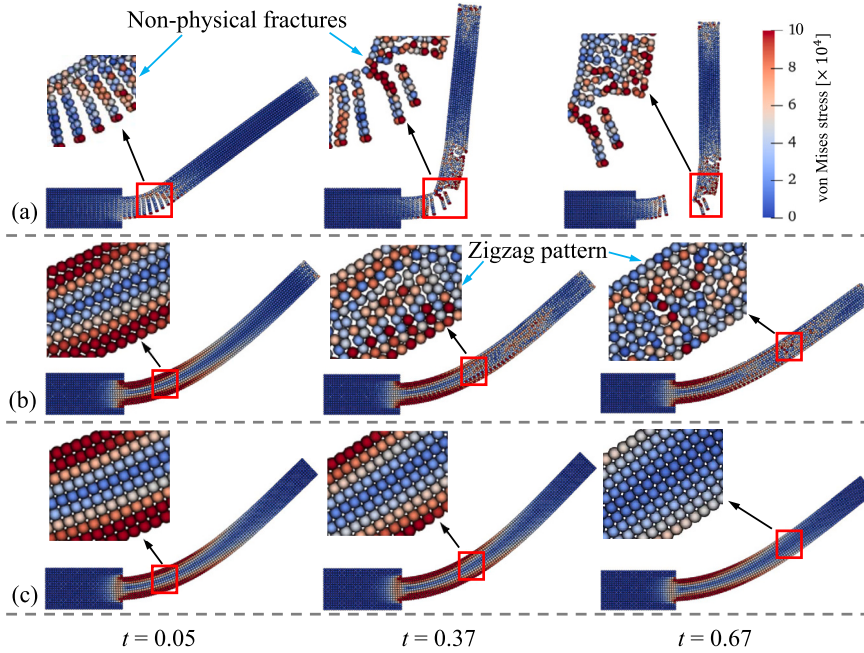 Non-physical fractures
10
8
6
4
2
0
von Mises stress [× 10⁴]
(a)
Zigzag pattern
(b)
(c)
t = 0.05
t = 0.37
t = 0.67